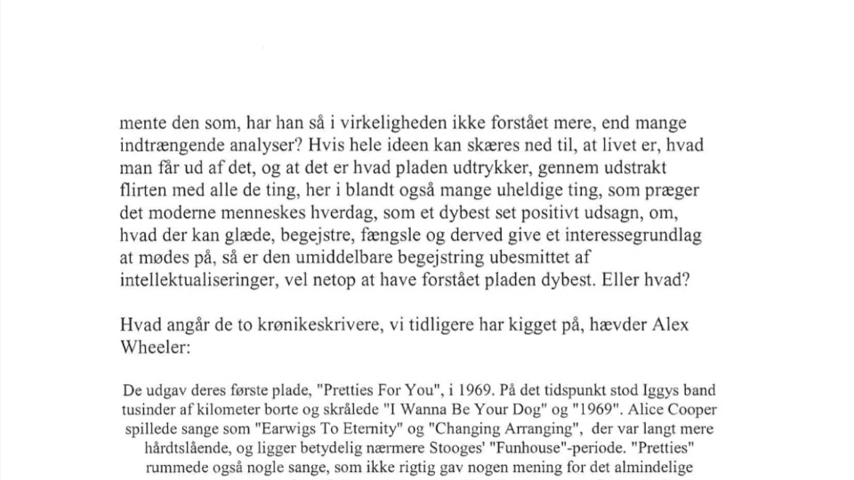 mente den som, har han så i virkeligheden ikke forstået mere, end mange
indtrængende analyser? Hvis hele ideen kan skæres ned til, at livet er, hvad
man får ud af det, og at det er hvad pladen udtrykker, gennem udstrakt
flirten med alle de ting, her i blandt også mange uheldige ting, som præger
det moderne menneskes hverdag, som et dybest set positivt udsagn, om,
hvad der kan glæde, begejstre, fængsle og derved give et interessegrundlag
at mødes på, så er den umiddelbare begejstring ubesmittet af
intellektualiseringer, vel netop at have forstået pladen dybest. Eller hvad?
Hvad angår de to krønikeskrivere, vi tidligere har kigget på, hævder Alex
Wheeler:
De udgav deres første plade, "Pretties For You", i 1969. På det tidspunkt stod Iggys band
tusinder af kilometer borte og skrålede "I Wanna Be Your Dog" og "1969". Alice Cooper
spillede sange som "Earwigs To Eternity" og "Changing Arranging", der var langt mere
hårdtslående, og ligger betydelig nærmere Stooges' "Funhouse"-periode. "Pretties"
rummede også nogle sange, som ikke rigtig gav nogen mening for det almindelige